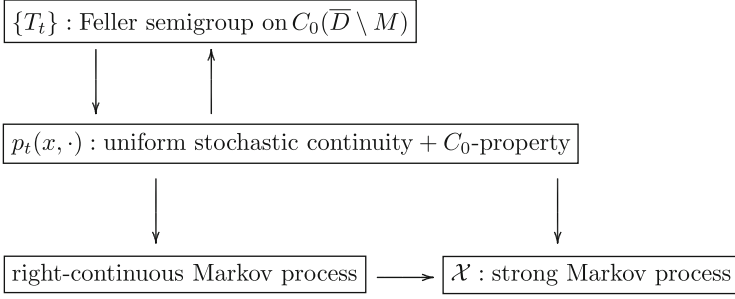 {T_t} : Feller semigroup on C_0(\overline{D} \ M)
p_t(x, ·) : uniform stochastic continuity + C_0-property
right-continuous Markov process
𝒳 : strong Markov process